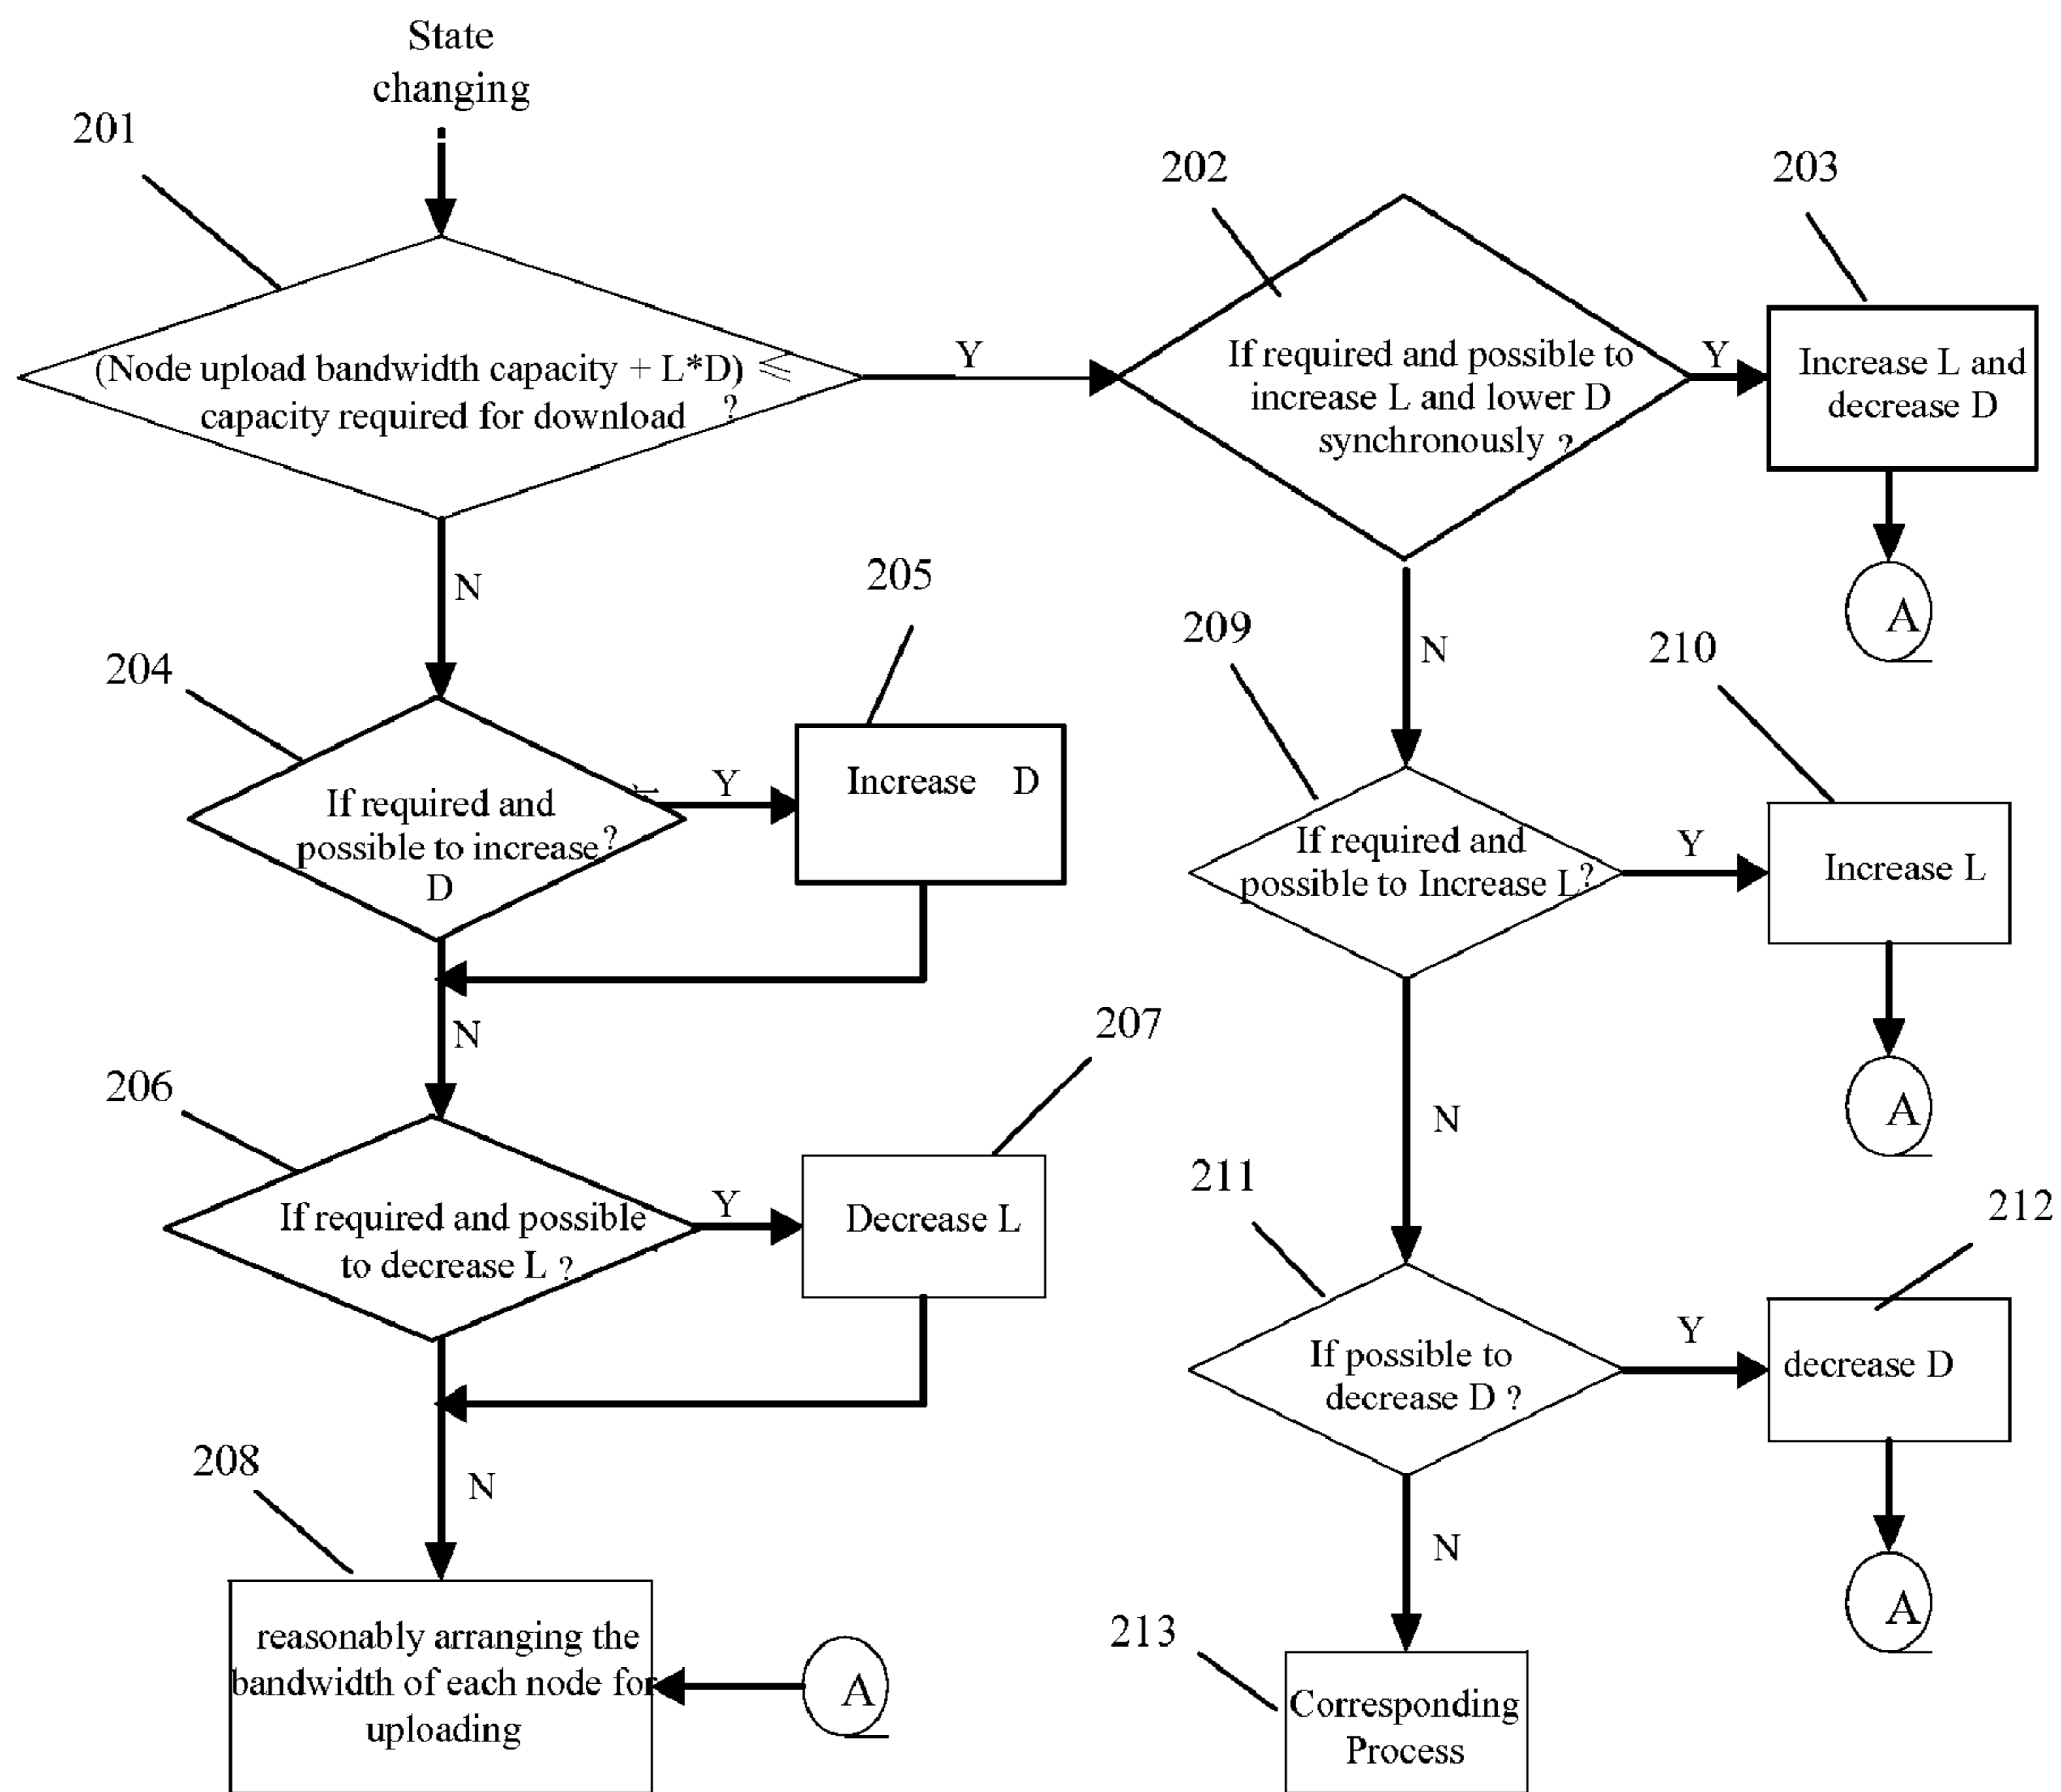 State
changing
201
(Node upload bandwidth capacity + L*D) ≤
capacity required for download ?
Y
202
If required and possible to
increase L and lower D
synchronously ?
Y
203
Increase L and
decrease D
A
N
204
If required and
possible to increase ?
D
Y
205
Increase D
N
206
If required and possible
to decrease L ?
Y
207
Decrease L
N
208
reasonably arranging the
bandwidth of each node for
uploading
A
N
209
If required and
possible to Increase L?
Y
210
Increase L
A
N
211
If possible to
decrease D ?
Y
212
decrease D
A
N
213
Corresponding
Process